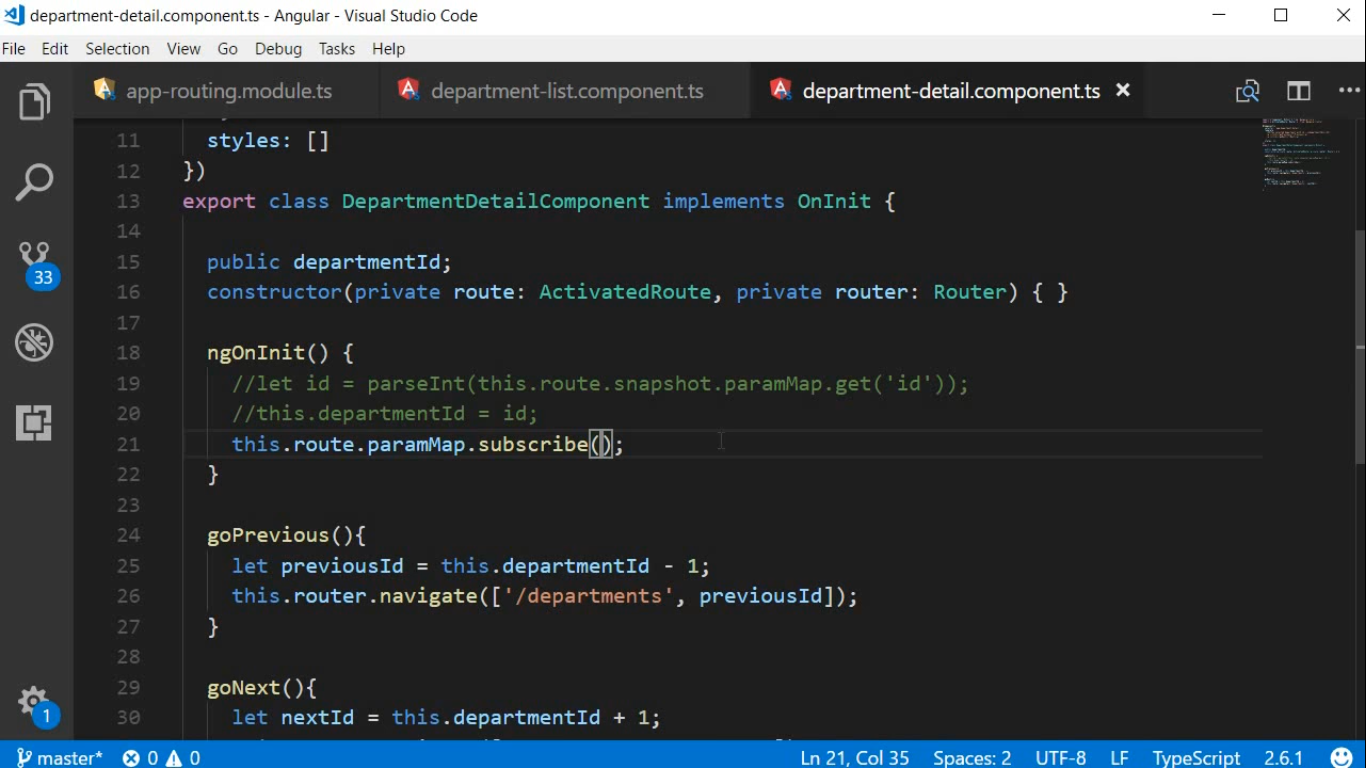 department-detail.component.ts - Angular - Visual Studio Code
File Edit Selection View Go Debug Tasks Help
app-routing.module.ts department-list.component.ts department-detail.component.ts
11 styles: []
12 })
13 export class DepartmentDetailComponent implements OnInit {
14
15 public departmentId;
16 constructor(private route: ActivatedRoute, private router: Router) { }
17
18 ngOnInit() {
19 //let id = parseInt(this.route.snapshot.paramMap.get('id'));
20 //this.departmentId = id;
21 this.route.paramMap.subscribe();
22 }
23
24 goPrevious(){
25 let previousId = this.departmentId - 1;
26 this.router.navigate(['/departments', previousId]);
27 }
28
29 goNext(){
30 let nextId = this.departmentId + 1;
33
1
master* 0 0 Ln 21, Col 35 Spaces: 2 UTF-8 LF TypeScript 2.6.1